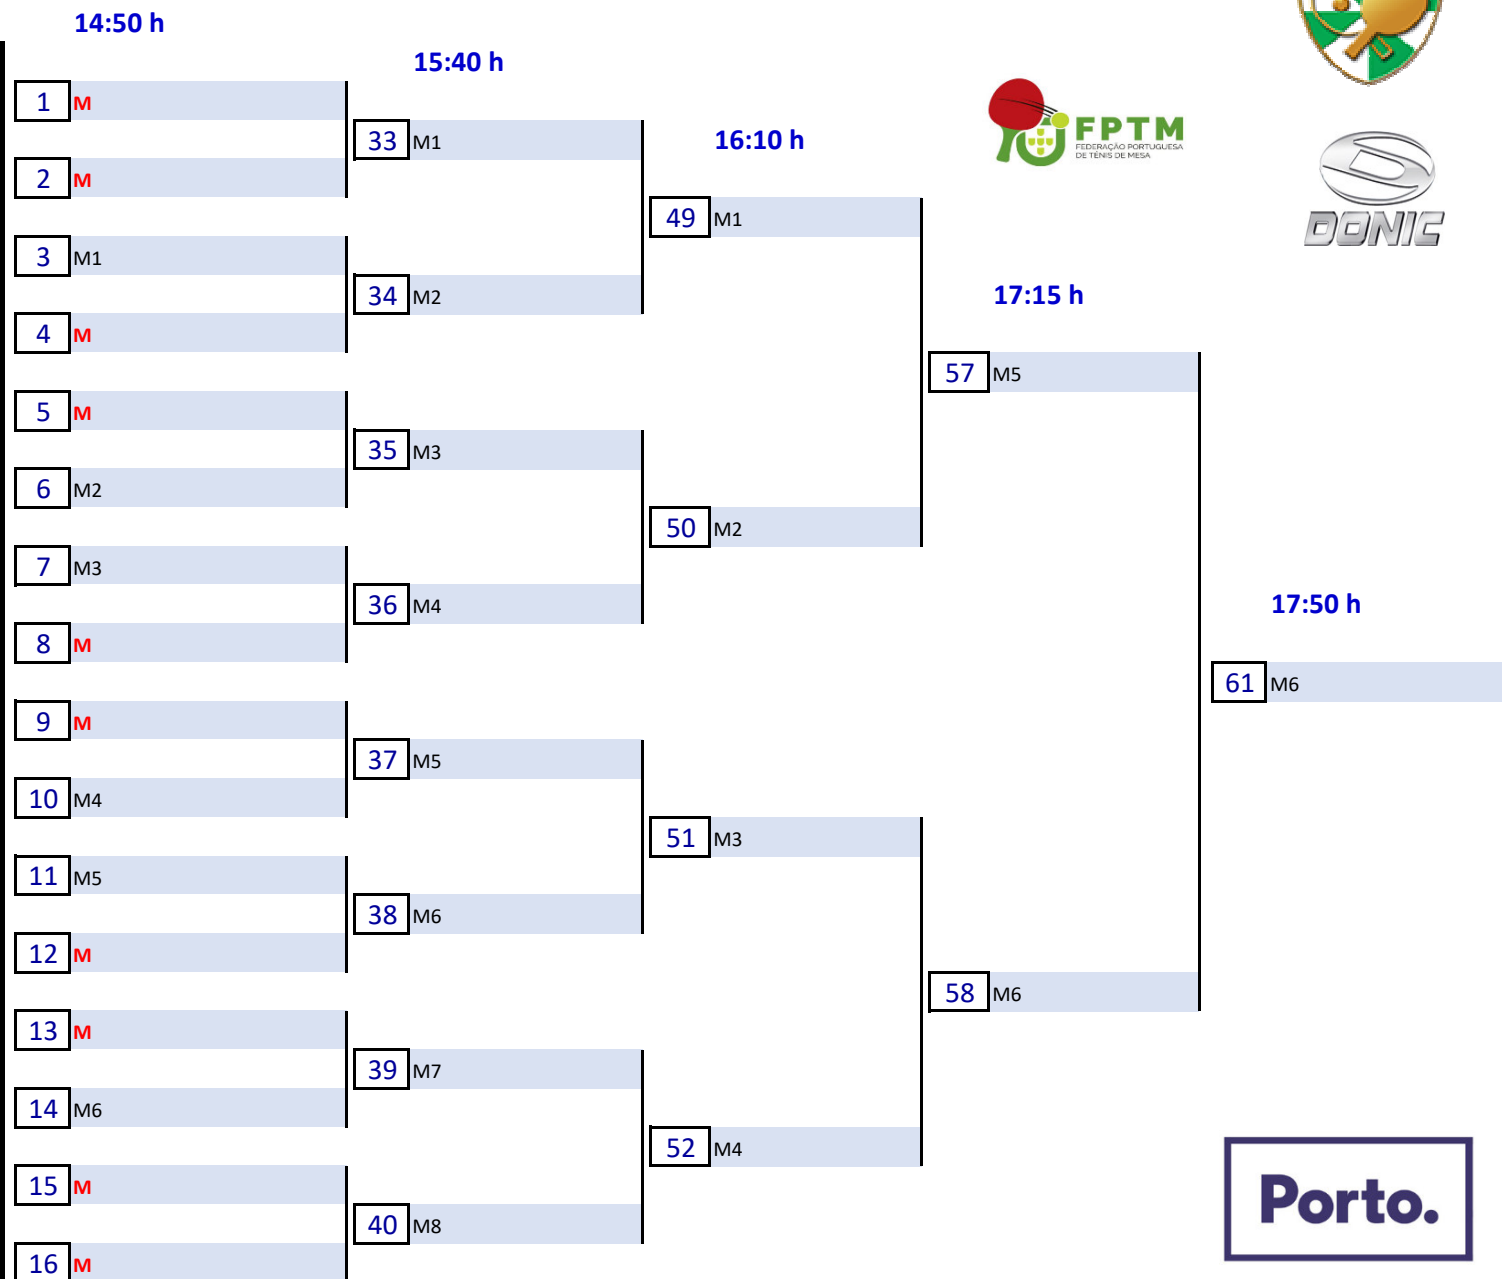 14:50 h
15:40 h
1 M
FPTM
FEDERAÇÃO PORTUGUESA
DE TÉNIS DE MESA
33 M1
16:10 h
2 M
DONIC
49 M1
3 M1
34 M2
17:15 h
4 M
57 M5
5 M
35 M3
6 M2
50 M2
7 M3
36 M4
17:50 h
8 M
61 M6
9 M
37 M5
10 M4
51 M3
11 M5
38 M6
12 M
58 M6
13 M
39 M7
14 M6
52 M4
15 M
Porto.
40 M8
16 M